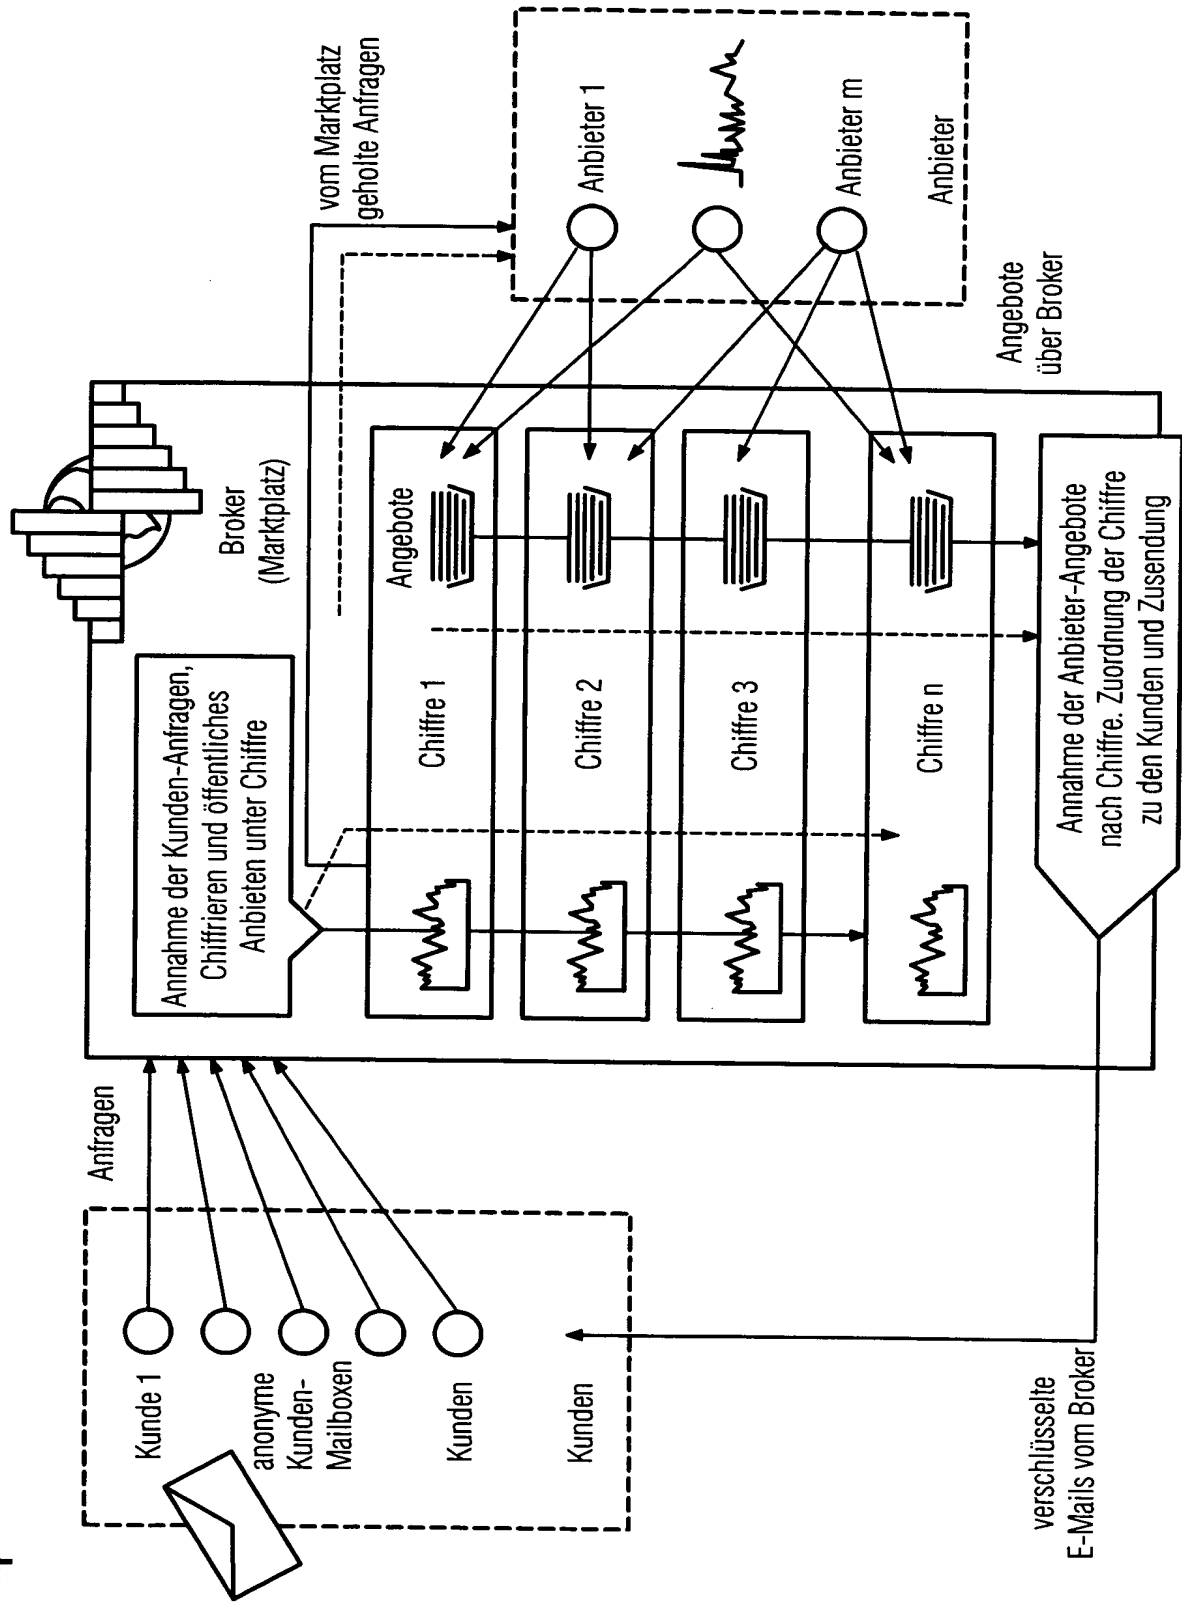 Anfragen
Kunde 1
anonyme
Kunden-
Mailboxen
Kunden
Kunden
verschlüsselte
E-Mails vom Broker
Broker
(Marktplatz)
Annahme der Kunden-Anfragen,
Chiffrieren und öffentliches
Anbieten unter Chiffre
Angebote
Chiffre 1
Chiffre 2
Chiffre 3
Chiffre n
Annahme der Anbieter-Angebote
nach Chiffre. Zuordnung der Chiffre
zu den Kunden und Zusendung
vom Marktplatz
geholte Anfragen
Anbieter 1
Anbieter m
Anbieter
Angebote
über Broker